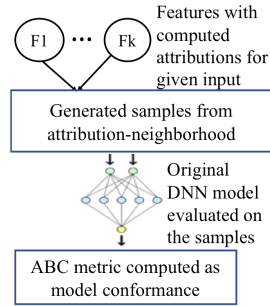 F1
Fk
Features with
computed
attributions for
given input
Generated samples from
attribution-neighborhood
Original
DNN model
evaluated on
the samples
ABC metric computed as
model conformance